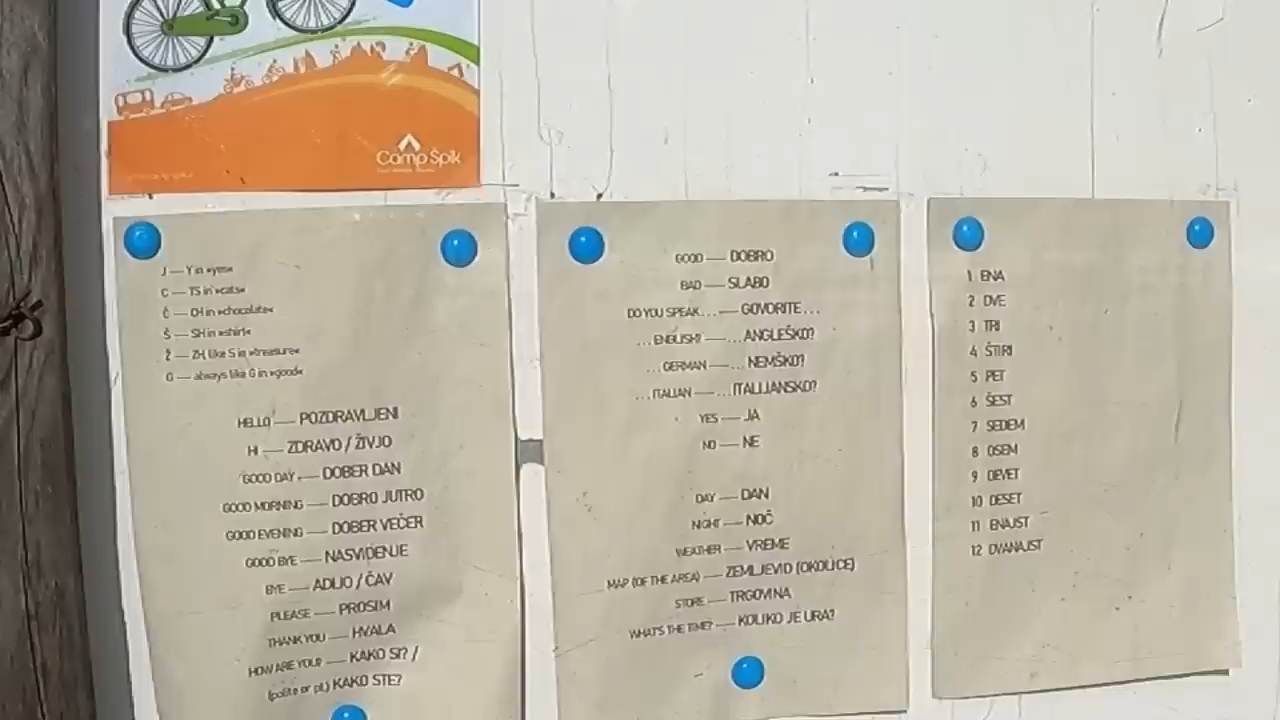 Camp Špik
J — Y in »yes«
C — TS in »cats«
Č — CH in »chocolate«
Š — SH in »shirt«
Ž — ZH, like S in »treasure«
G — always like G in »good«
HELLO — POZDRAVLJENI
HI — ZDRAVO / ŽIVJO
GOOD DAY — DOBER DAN
GOOD MORNING — DOBRO JUTRO
GOOD EVENING — DOBER VEČER
GOOD BYE — NASVIDENJE
BYE — ADIJO / ČAV
PLEASE — PROSIM
THANK YOU — HVALA
HOW ARE YOU? — KAKO SI? /
(polite or pl.) KAKO STE?
GOOD — DOBRO
BAD — SLABO
DO YOU SPEAK... — GOVORITE...
...ENGLISH? — ...ANGLEŠKO?
...GERMAN — ...NEMŠKO?
...ITALIAN — ...ITALIJANSKO?
YES — JA
NO — NE
DAY — DAN
NIGHT — NOČ
WEATHER — VREME
MAP (OF THE AREA) — ZEMLJEVID (OKOLICE)
STORE — TRGOVINA
WHAT'S THE TIME? — KOLIKO JE URA?
1 ENA
2 DVE
3 TRI
4 ŠTIRI
5 PET
6 ŠEST
7 SEDEM
8 OSEM
9 DEVET
10 DESET
11 ENAJST
12 DVANAJST